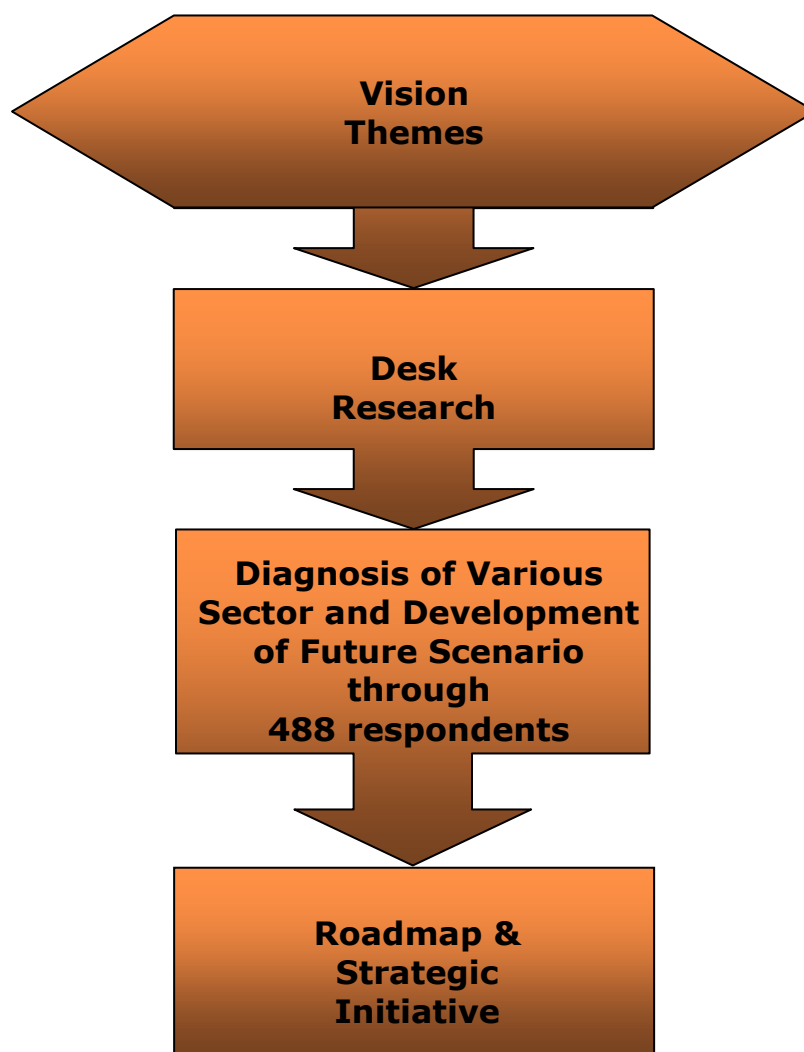 Vision
Themes
Desk
Research
Diagnosis of Various
Sector and Development
of Future Scenario
through
488 respondents
Roadmap &
Strategic
Initiative